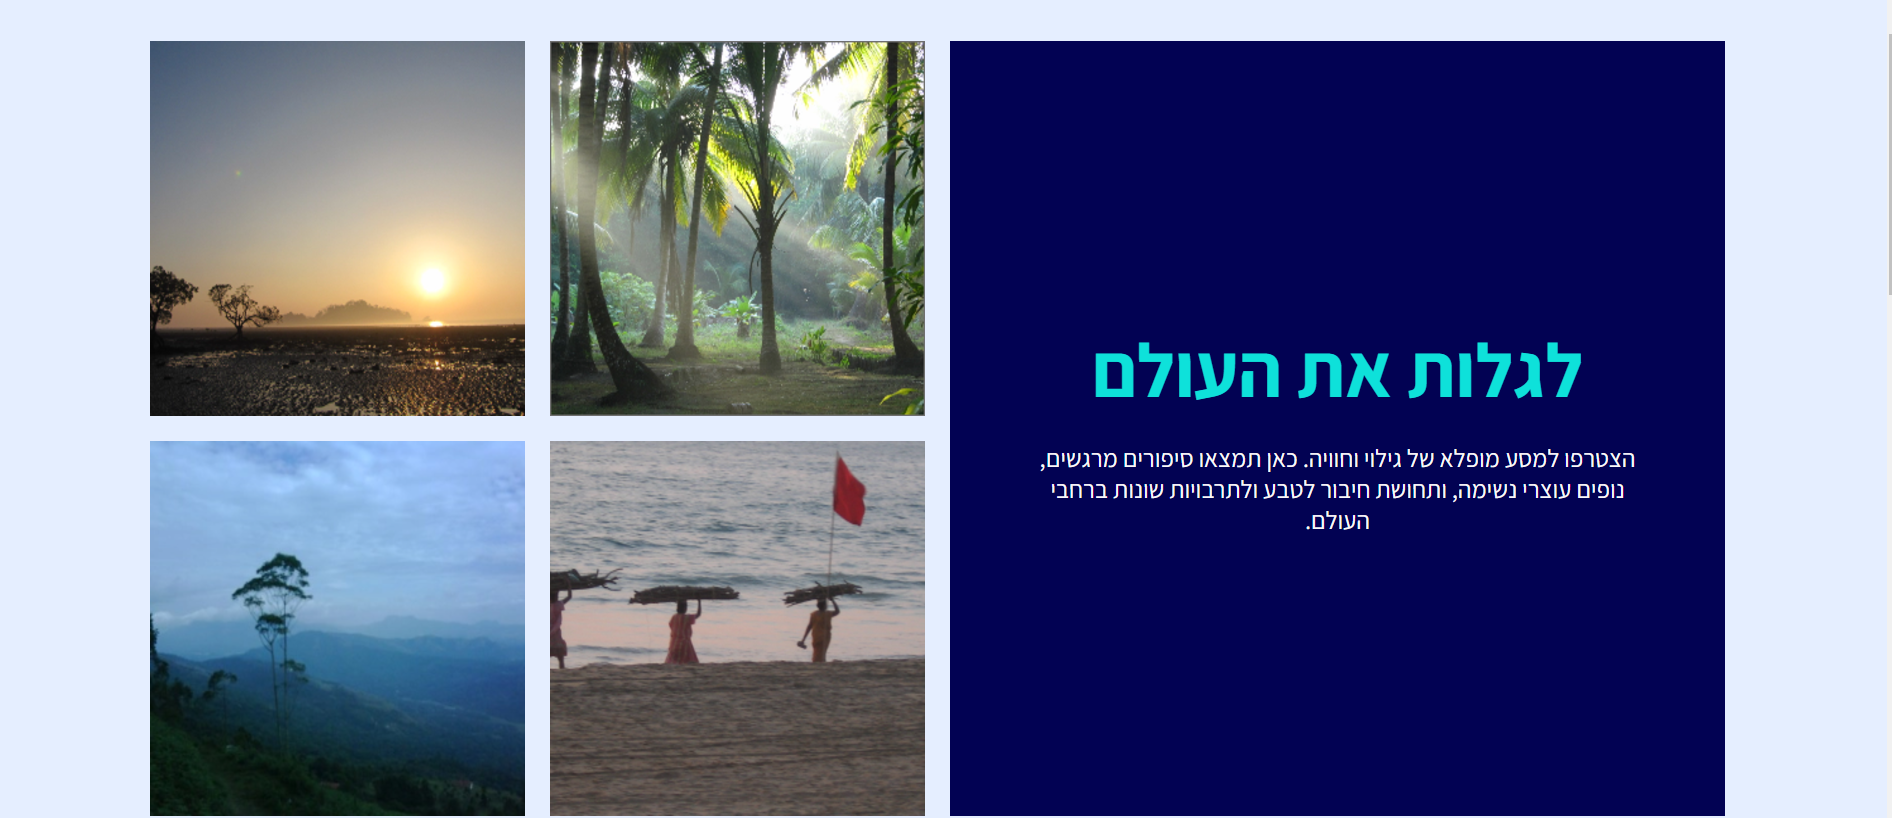 לגלות את העולם
הצטרפו למסע מופלא של גילוי וחוויה. כאן תמצאו סיפורים מרגשים,
נופים עוצרי נשימה, ותחושת חיבור לטבע ולתרבויות שונות ברחבי
העולם.